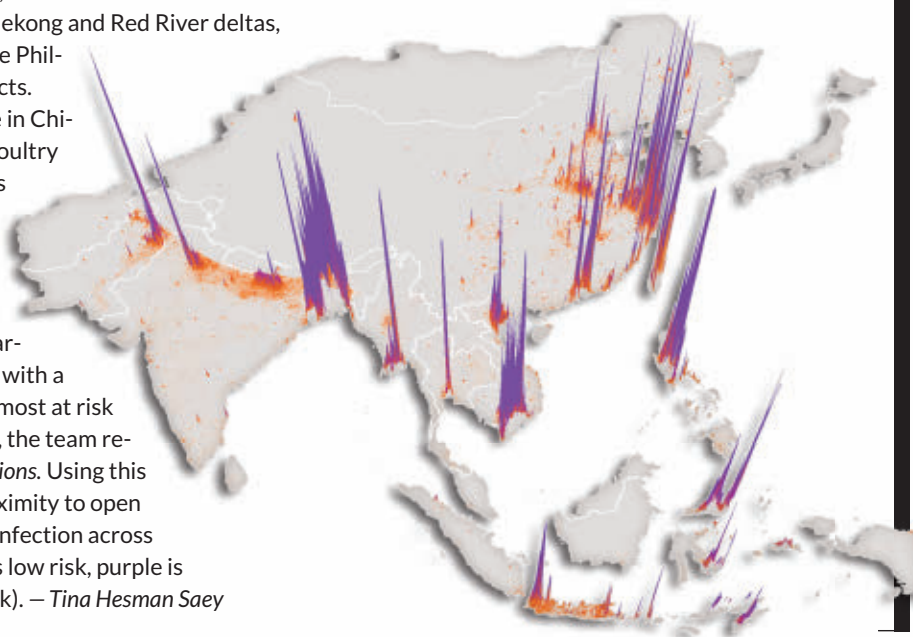 ekong and Red River deltas,
e Phil-
cts.
e in Chi-
oultry
s
ar-
with a
most at risk
, the team re-
ions. Using this
ximity to open
nfection across
s low risk, purple is
k). — Tina Hesman Saey